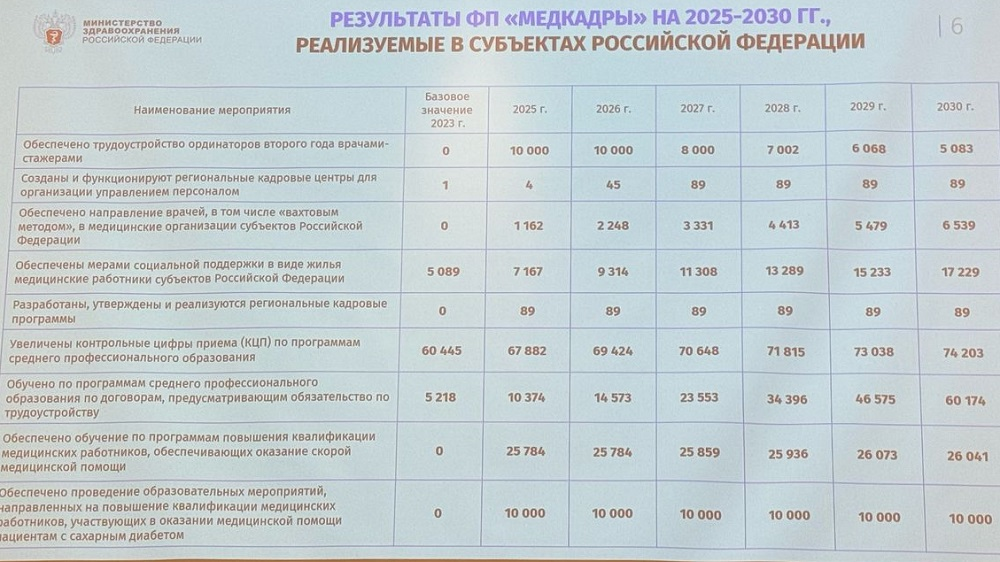 МИНИСТЕРСТВО
ЗДРАВООХРАНЕНИЯ
РОССИЙСКОЙ ФЕДЕРАЦИИ
РЕЗУЛЬТАТЫ ФП «МЕДКАДРЫ» НА 2025-2030 ГГ.,
РЕАЛИЗУЕМЫЕ В СУБЪЕКТАХ РОССИЙСКОЙ ФЕДЕРАЦИИ
6
Наименование мероприятия
Базовое
значение
2023 г.
2025 г.
2026 г.
2027 г.
2028 г.
2029 г.
2030 г.
Обеспечено трудоустройство ординаторов второго года врачами-
стажерами
0 10 000 10 000 8 000 7 002 6 068 5 083
Созданы и функционируют региональные кадровые центры для
организации управлением персоналом
1 4 45 89 89 89 89
Обеспечено направление врачей, в том числе «вахтовым
методом», в медицинские организации субъектов Российской
Федерации
0 1 162 2 248 3 331 4 413 5 479 6 539
Обеспечены мерами социальной поддержки в виде жилья
медицинские работники субъектов Российской Федерации
5 089 7 167 9 314 11 308 13 289 15 233 17 229
Разработаны, утверждены и реализуются региональные кадровые
программы
0 89 89 89 89 89 89
Увеличены контрольные цифры приема (КЦП) по программам
среднего профессионального образования
60 445 67 882 69 424 70 648 71 815 73 038 74 203
Обучено по программам среднего профессионального
образования по договорам, предусматривающим обязательство по
трудоустройству
5 218 10 374 14 573 23 553 34 396 46 575 60 174
Обеспечено обучение по программам повышения квалификации
медицинских работников, обеспечивающих оказание скорой
медицинской помощи
0 25 784 25 784 25 859 25 936 26 073 26 041
Обеспечено проведение образовательных мероприятий,
направленных на повышение квалификации медицинских
работников, участвующих в оказании медицинской помощи
пациентам с сахарным диабетом
0 10 000 10 000 10 000 10 000 10 000 10 000